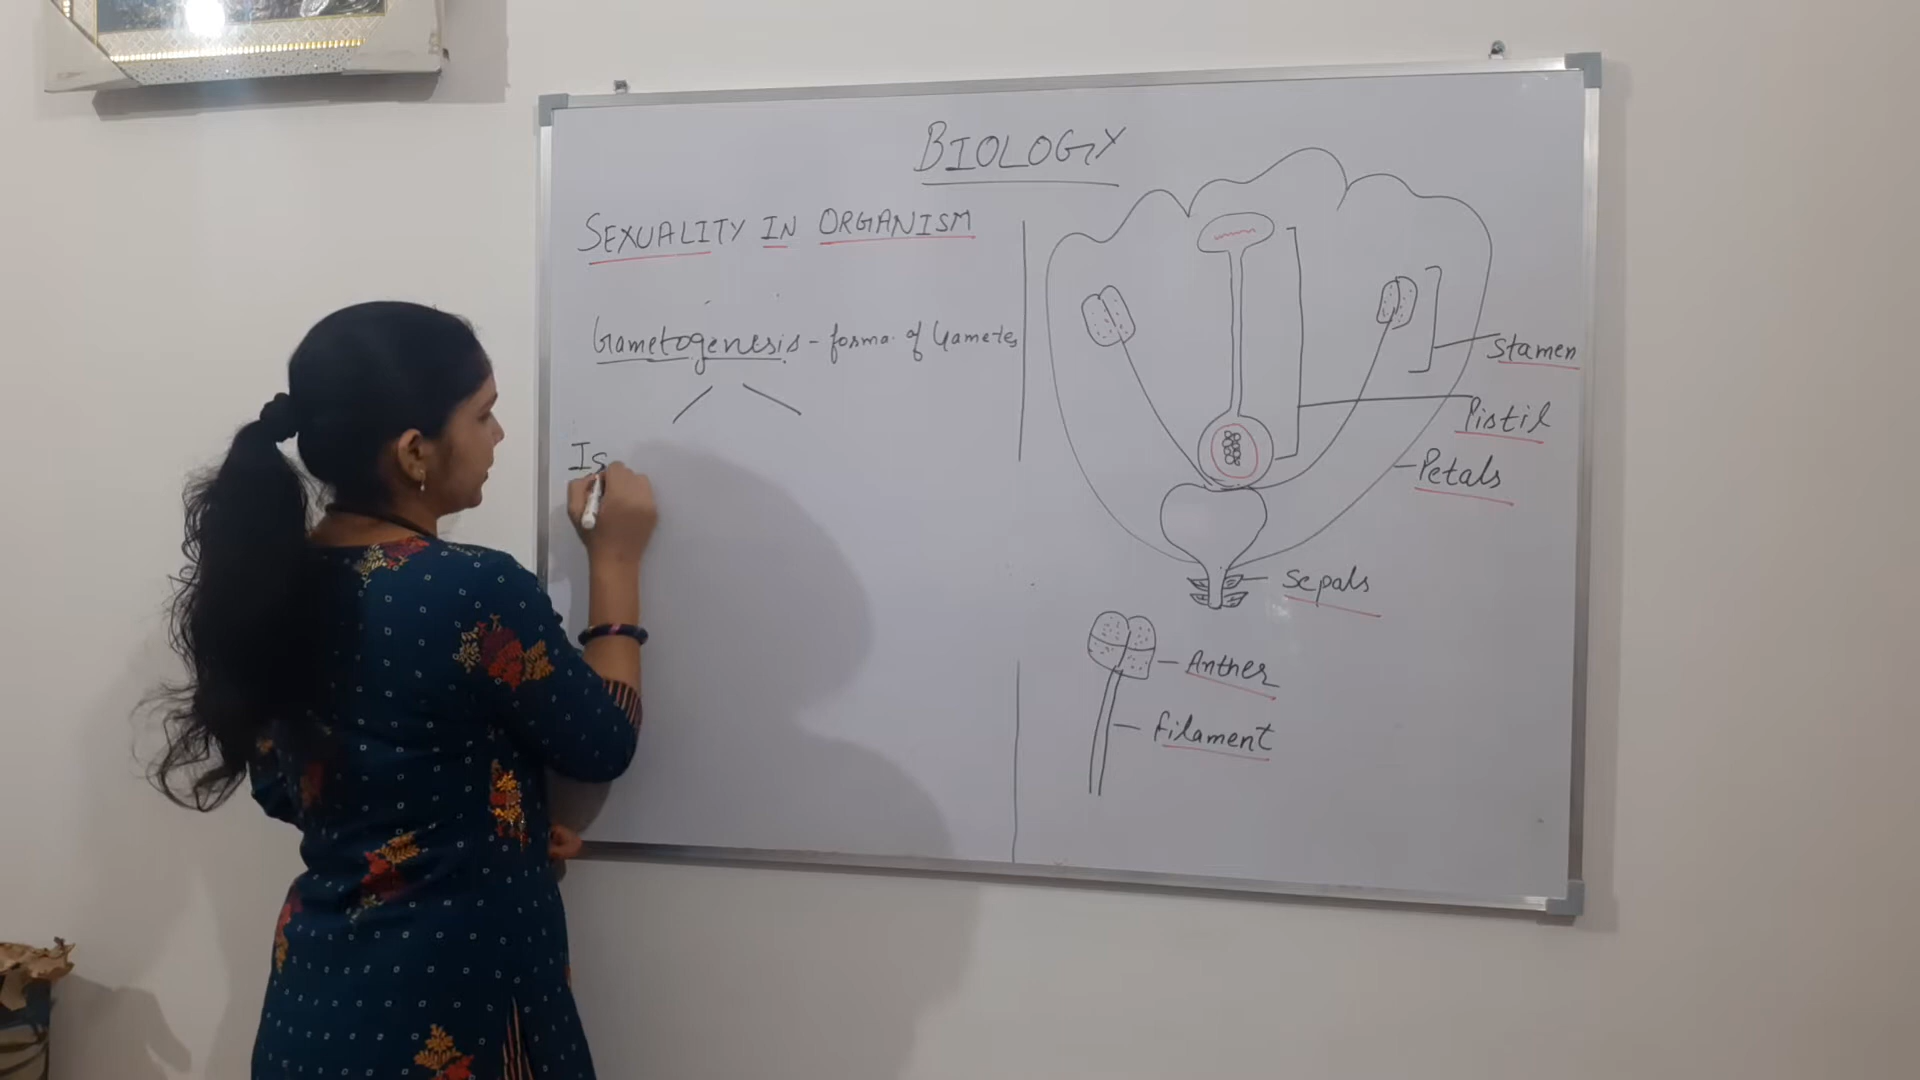 BIOLOGY
SEXUALITY IN ORGANISM
Gametogenesis - forma. of Gametes
Is
Stamen
Pistil
Petals
Sepals
Anther
filament